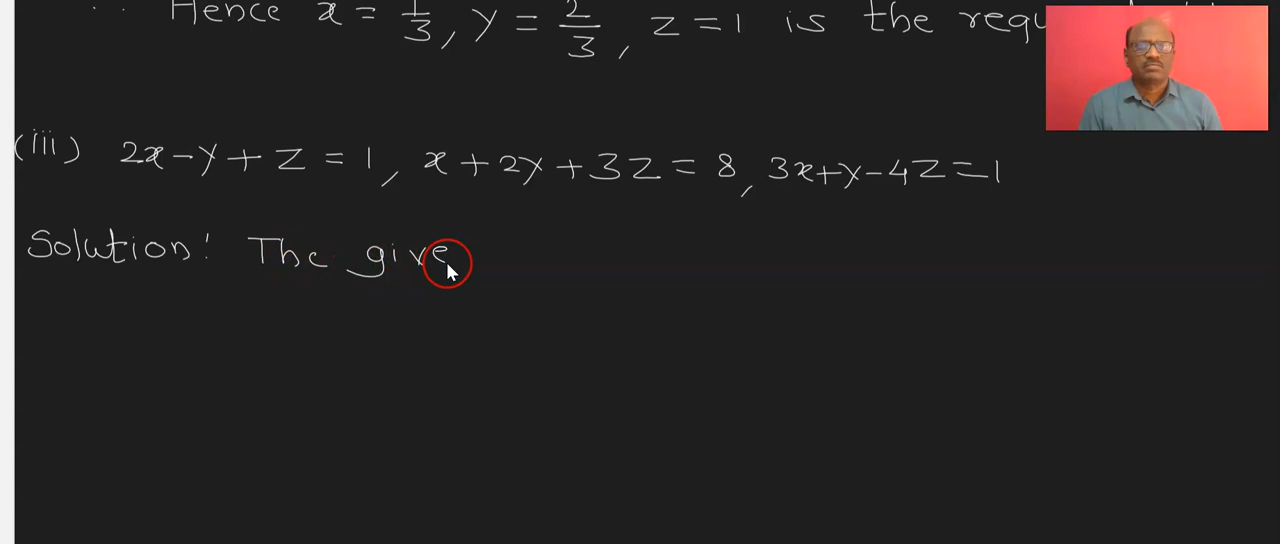 ∴ Hence x = 1/3, y = 2/3, z = 1 is the
(iii) 2x - y + z = 1, x + 2y + 3z = 8, 3x + y - 4z = 1
Solution: The give